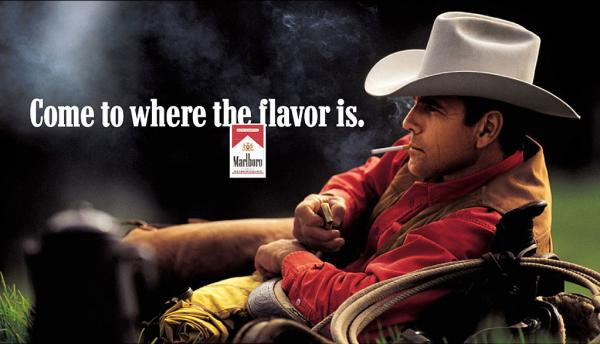 Come to where the flavor is.
Marlboro